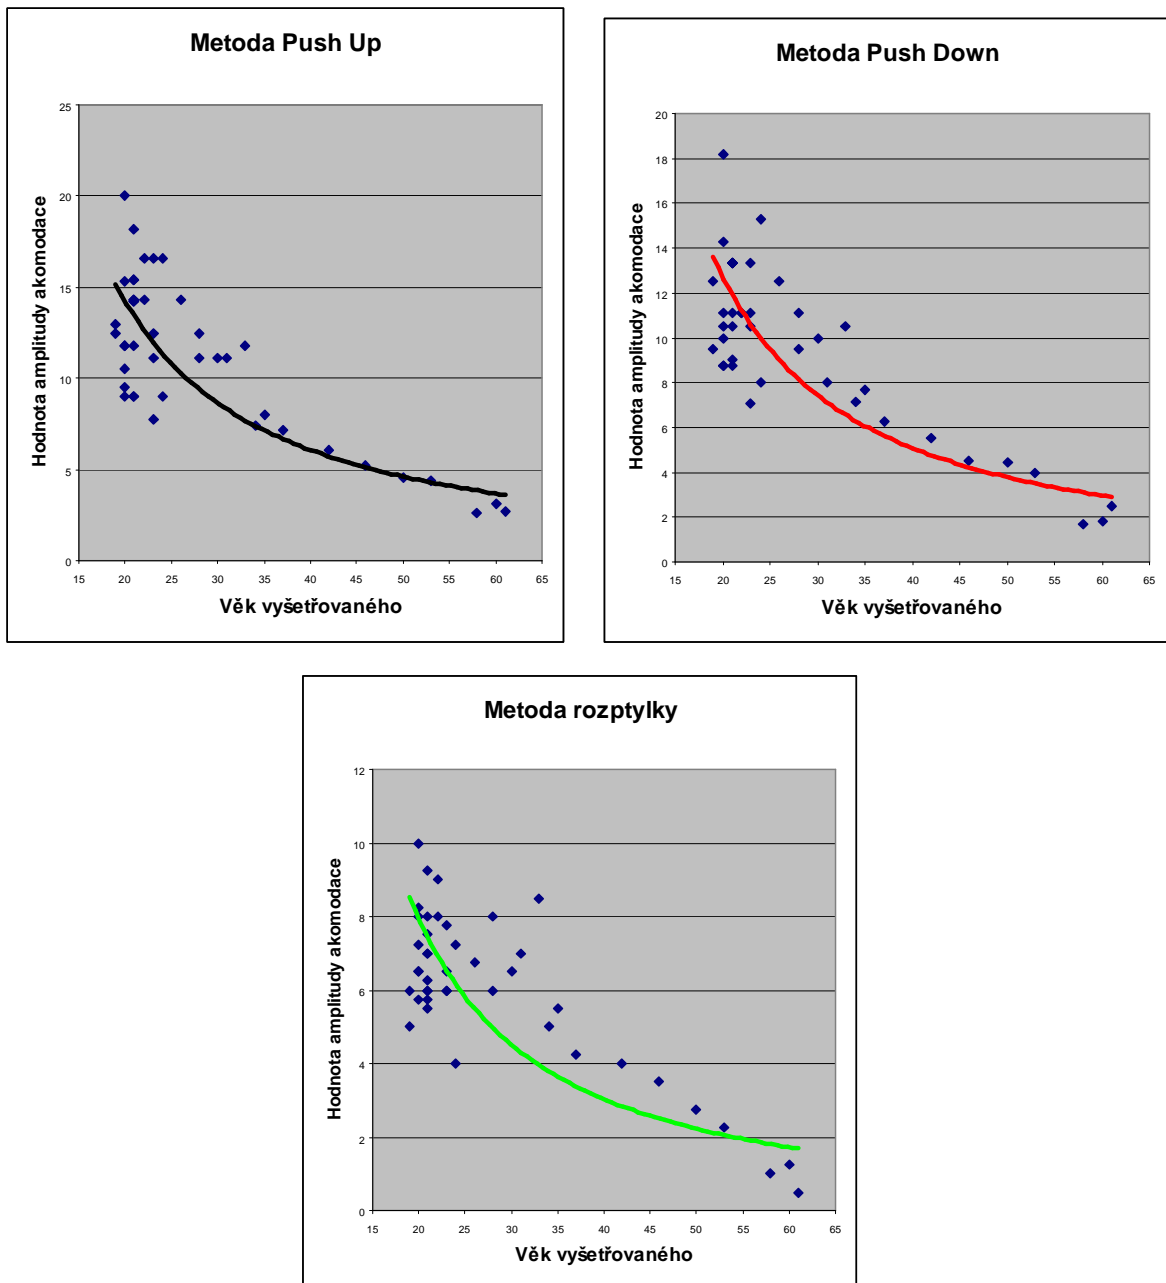 Metoda Push Up
25
20
15
10
5
0
15 20 25 30 35 40 45 50 55 60 65
Hodnota amplitudy akomodace
Věk vyšetřovaného
Metoda Push Down
20
18
16
14
12
10
8
6
4
2
0
15 20 25 30 35 40 45 50 55 60 65
Hodnota amplitudy akomodace
Věk vyšetřovaného
Metoda rozptylky
12
10
8
6
4
2
0
15 20 25 30 35 40 45 50 55 60 65
Hodnota amplitudy akomodace
Věk vyšetřovaného